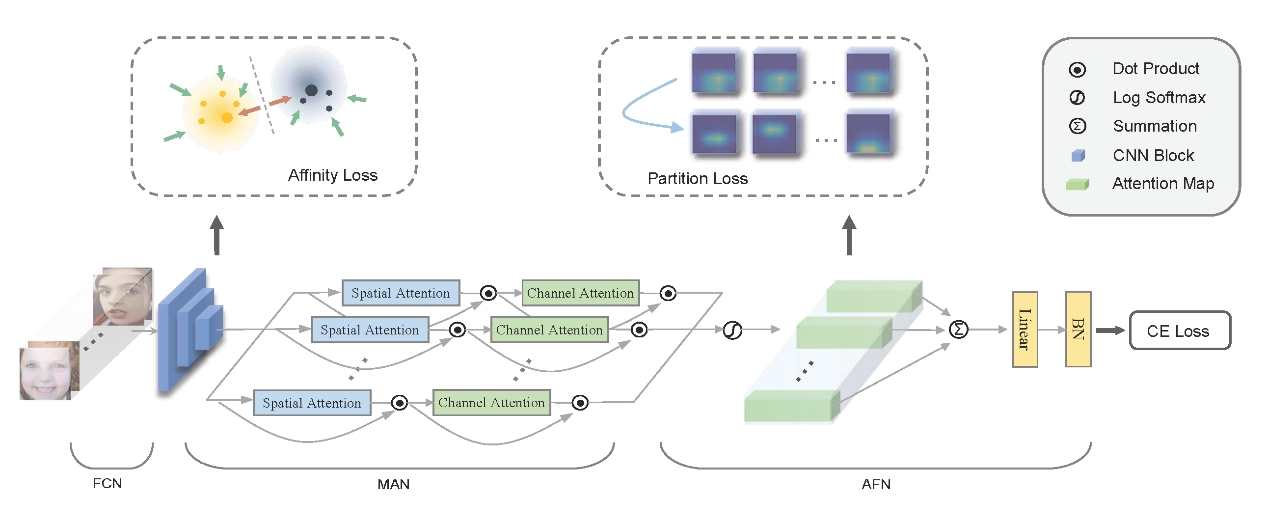 Affinity Loss
Partition Loss
Dot Product
Log Softmax
Summation
CNN Block
Attention Map
Spatial Attention
Channel Attention
Spatial Attention
Channel Attention
Spatial Attention
Channel Attention
Σ
Linear
BN
CE Loss
FCN
MAN
AFN